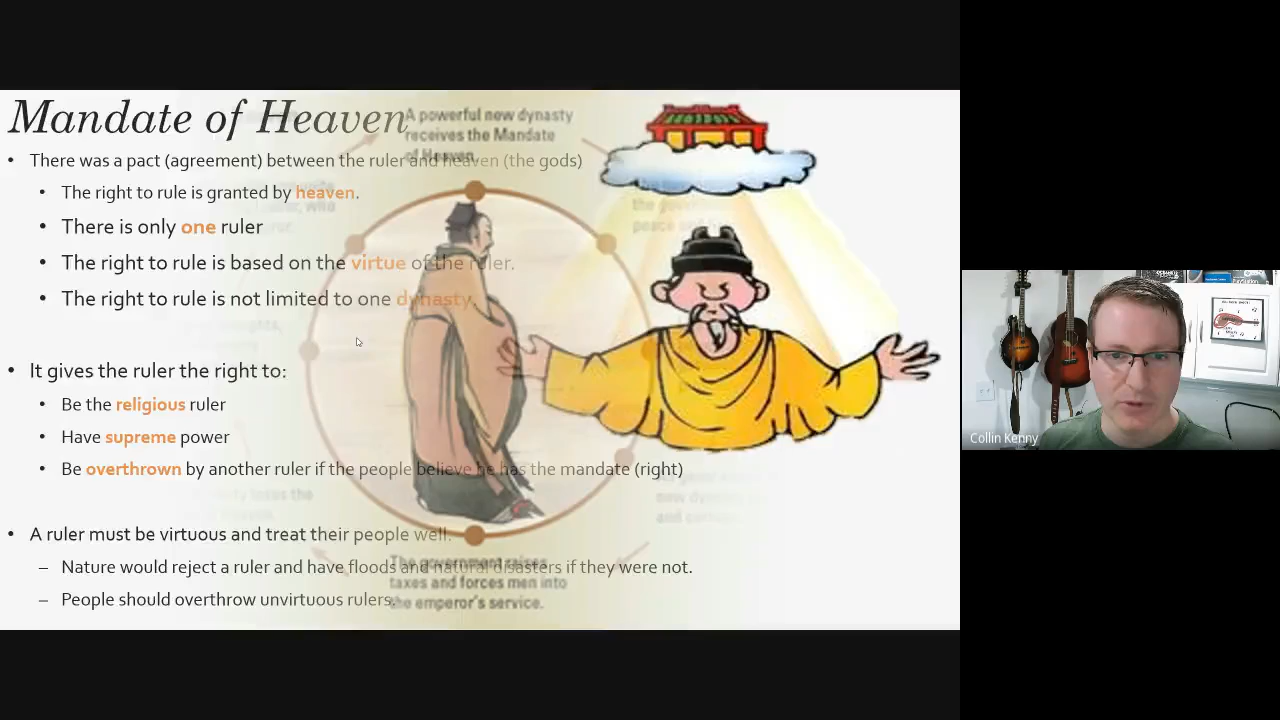 Mandate of Heaven
• There was a pact (agreement) between the ruler and heaven (the gods)
• The right to rule is granted by heaven.
• There is only one ruler
• The right to rule is based on the virtue of the ruler.
• The right to rule is not limited to one dynasty.
• It gives the ruler the right to:
• Be the religious ruler
• Have supreme power
• Be overthrown by another ruler if the people believe he has the mandate (right)
• A ruler must be virtuous and treat their people well.
– Nature would reject a ruler and have floods and natural disasters if they were not.
– People should overthrow unvirtuous rulers.
A powerful new dynasty
receives the Mandate
of Heaven.
The government raises
taxes and forces men into
the emperor's service.
Collin Kenny